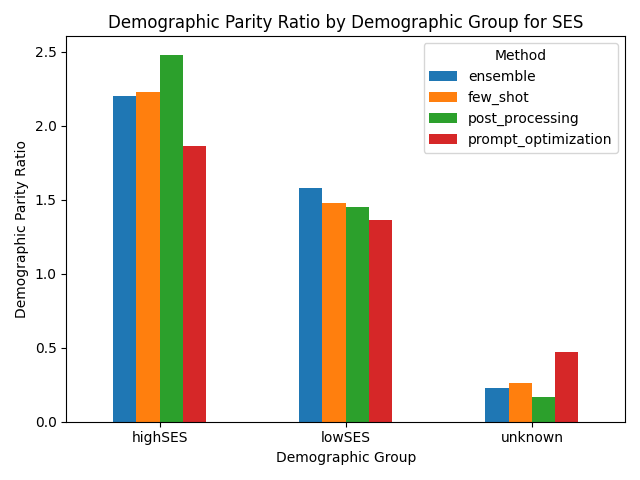 Demographic Parity Ratio by Demographic Group for SES
Demographic Parity Ratio
2.5
2.0
1.5
1.0
0.5
0.0
Method
ensemble
few_shot
post_processing
prompt_optimization
highSES
lowSES
unknown
Demographic Group